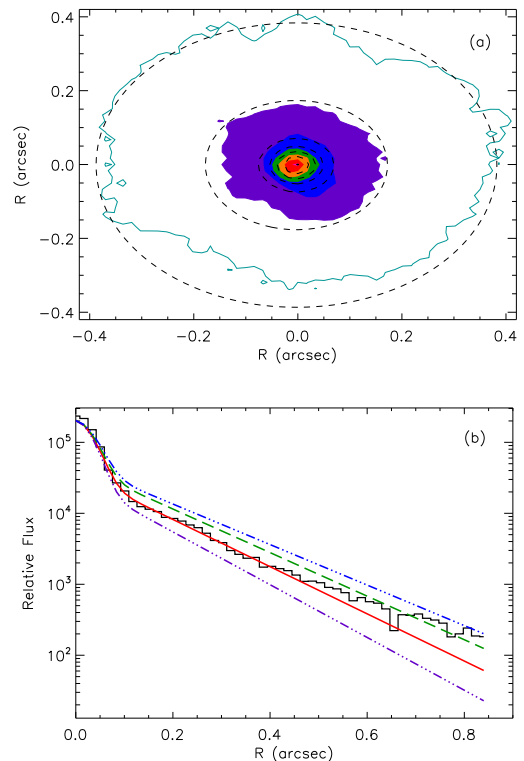 (a)
R (arcsec)
0.4
0.2
0.0
−0.2
−0.4
−0.4 −0.2 0.0 0.2 0.4
R (arcsec)
(b)
Relative Flux
10^5
10^4
10^3
10^2
0.0 0.2 0.4 0.6 0.8
R (arcsec)